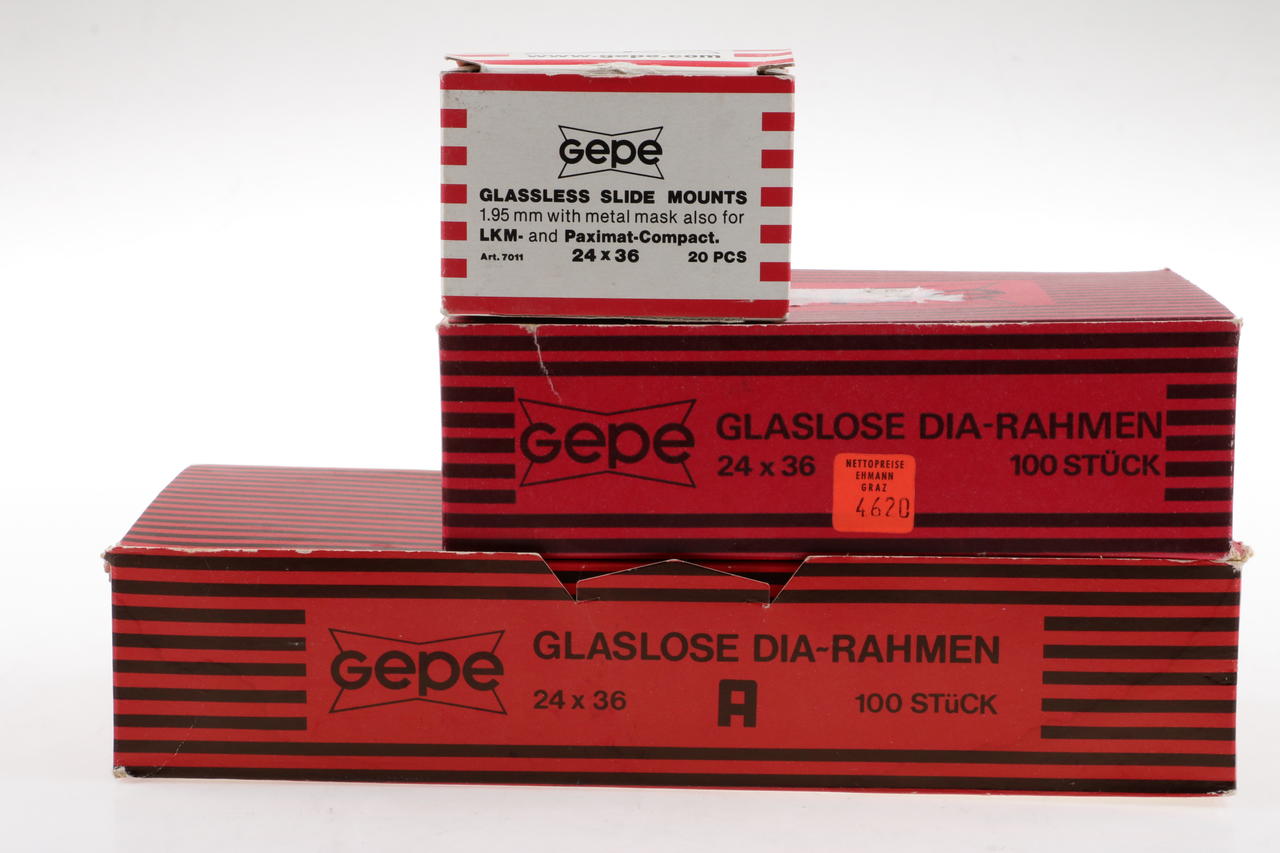 www.gepe.com
Gepe
GLASSLESS SLIDE MOUNTS
1.95 mm with metal mask also for
LKM- and Paximat-Compact.
Art. 7011 24 x 36 20 PCS
Gepe
GLASLOSE DIA-RAHMEN
24 x 36 100 STÜCK
NETTOPREISE
EHMANN
GRAZ
4620
Gepe
GLASLOSE DIA~RAHMEN
24 x 36 A 100 STüCK